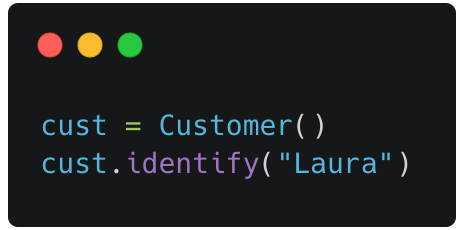 cust = Customer()
cust.identify("Laura")